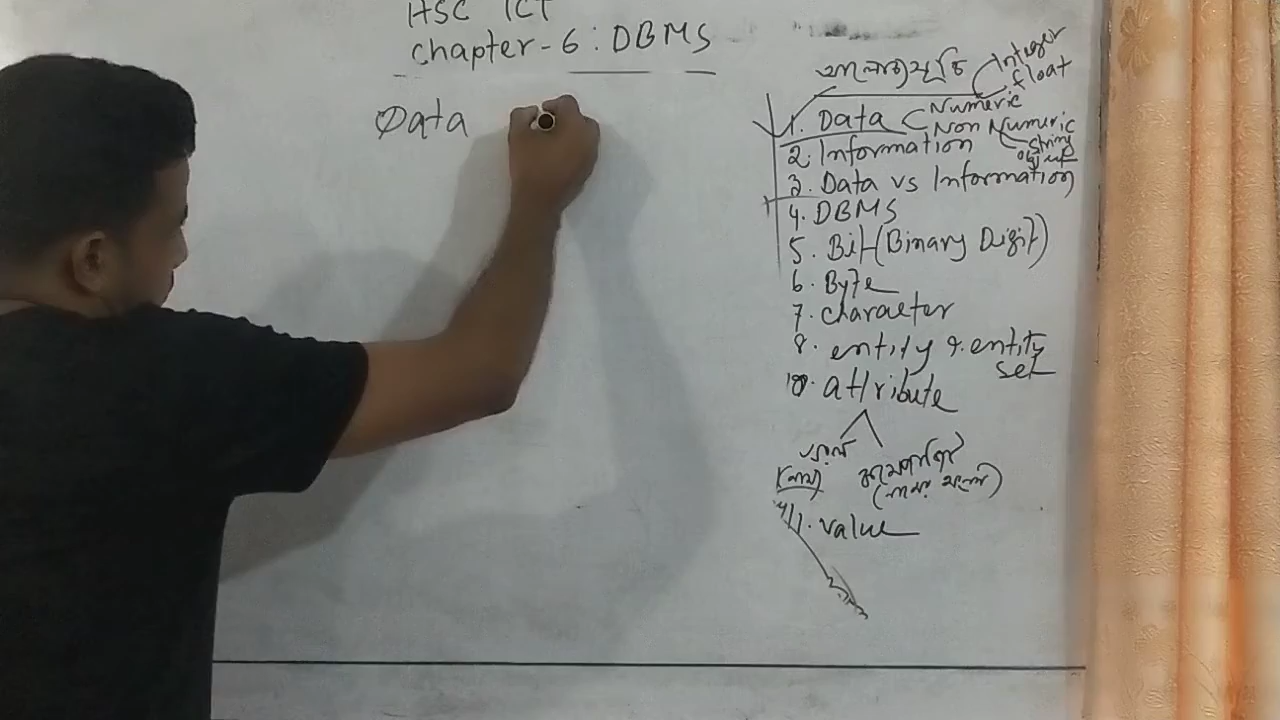 HSC ICT
chapter-6: DBMS
Data
আলোচ্যসূচি
Integer
float
1. Data
Numeric
Non Numeric
String
2. Information
3. Data vs Information
4. DBMS
5. Bit (Binary Digit)
6. Byte
7. character
8. entity 9. entity
set
10. attribute
11. value